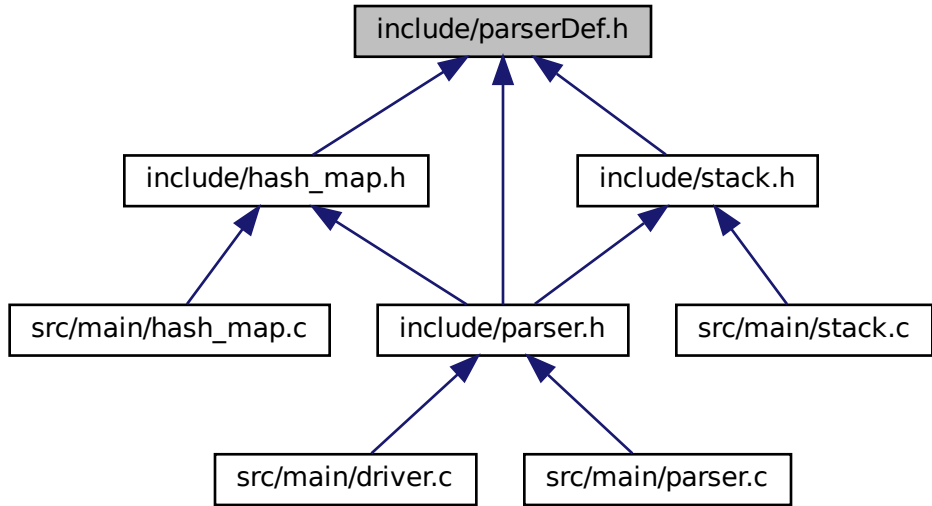 include/parserDef.h
include/hash_map.h
include/stack.h
src/main/hash_map.c
include/parser.h
src/main/stack.c
src/main/driver.c
src/main/parser.c